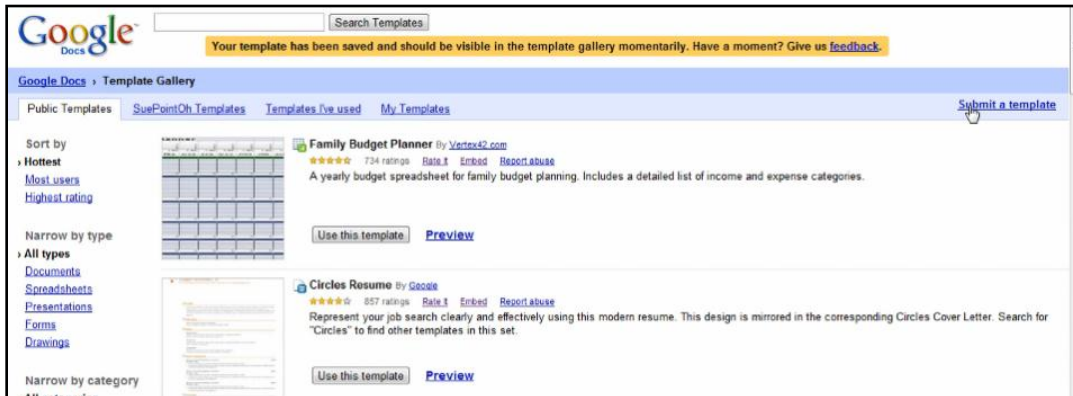 Google
Docs
Search Templates
Your template has been saved and should be visible in the template gallery momentarily. Have a moment? Give us feedback.
Google Docs › Template Gallery
Public Templates SuePointOh Templates Templates I've used My Templates Submit a template
Sort by
› Hottest
Most users
Highest rating
Narrow by type
› All types
Documents
Spreadsheets
Presentations
Forms
Drawings
Narrow by category
Family Budget Planner By Vertex42.com
734 ratings Rate it Embed Report abuse
A yearly budget spreadsheet for family budget planning. Includes a detailed list of income and expense categories.
Use this template Preview
Circles Resume By Google
857 ratings Rate it Embed Report abuse
Represent your job search clearly and effectively using this modern resume. This design is mirrored in the corresponding Circles Cover Letter. Search for
"Circles" to find other templates in this set.
Use this template Preview